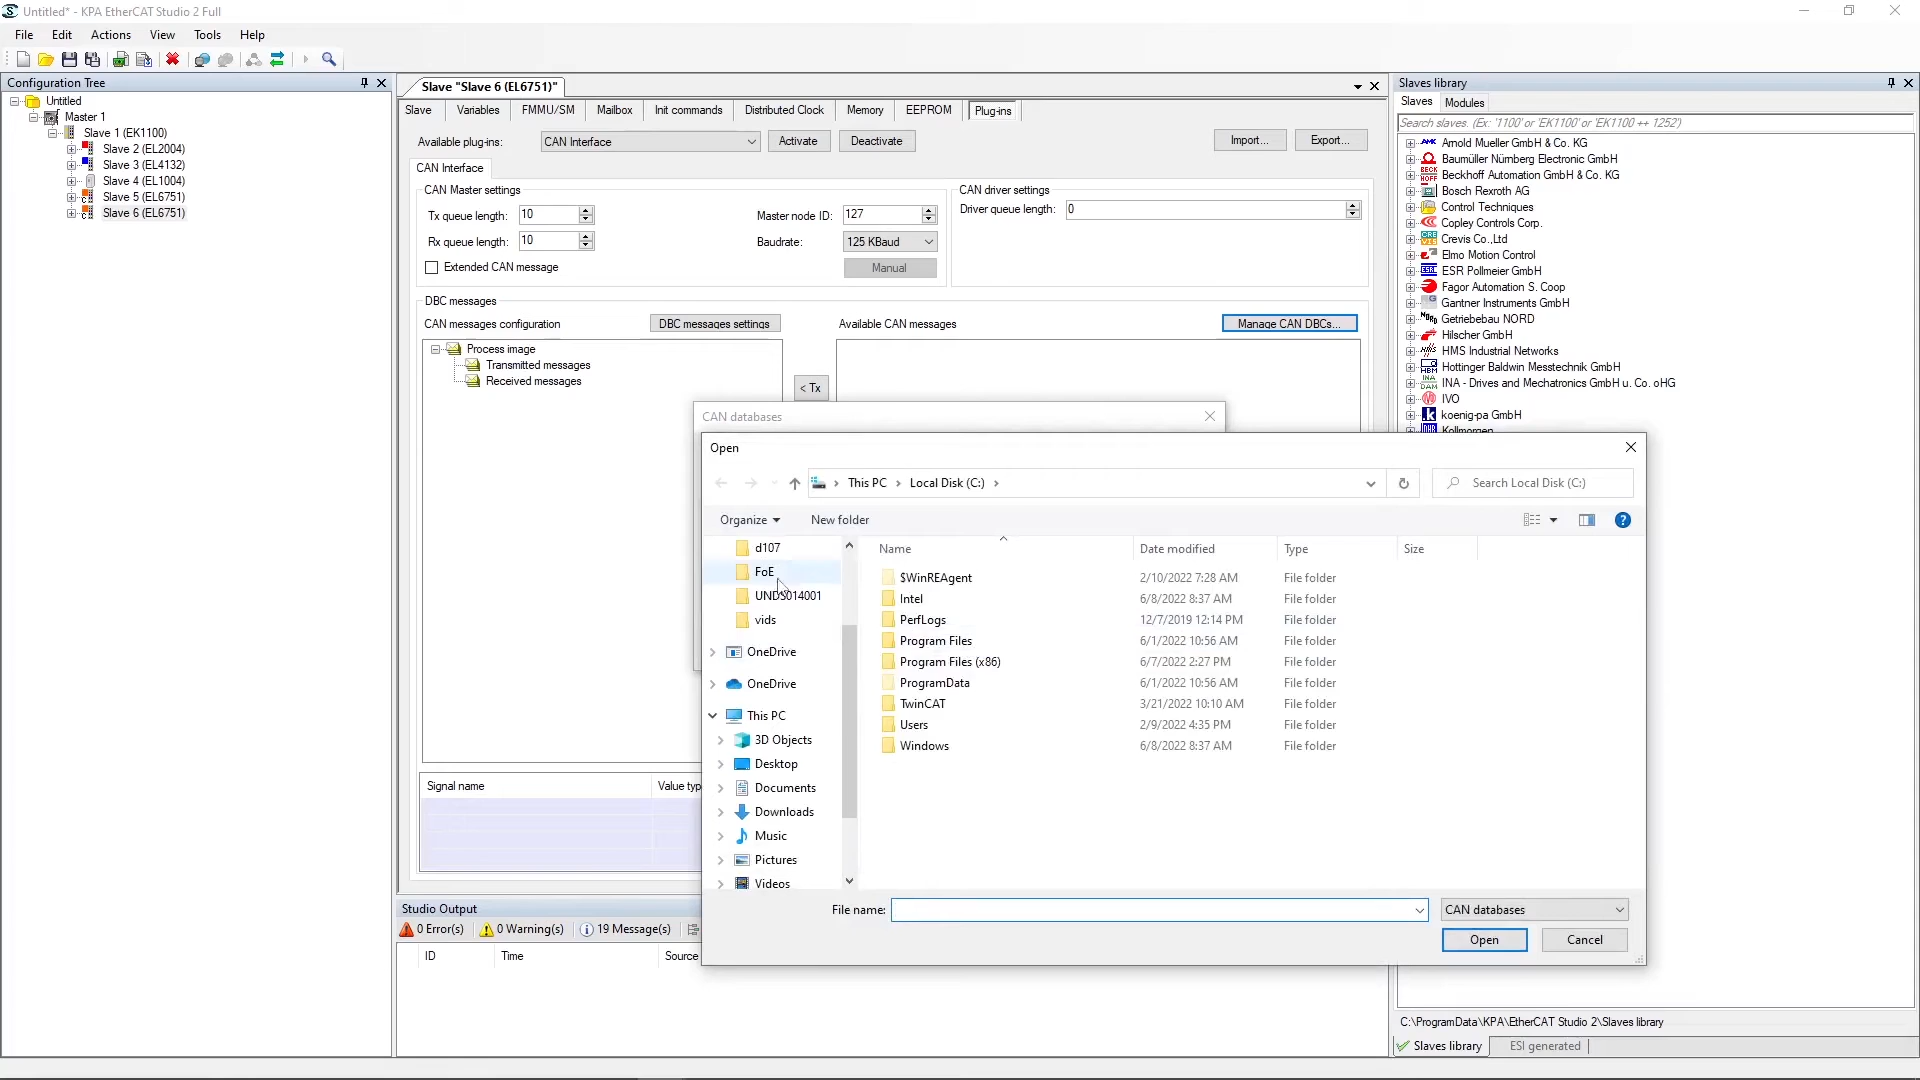 Untitled* - KPA EtherCAT Studio 2 Full
File Edit Actions View Tools Help
Configuration Tree
Untitled
Master 1
Slave 1 (EK1100)
Slave 2 (EL2004)
Slave 3 (EL4132)
Slave 4 (EL1004)
Slave 5 (EL6751)
Slave 6 (EL6751)
Slave "Slave 6 (EL6751)"
Slave Variables FMMU/SM Mailbox Init commands Distributed Clock Memory EEPROM Plug-ins
Available plug-ins: CAN Interface Activate Deactivate Import... Export...
CAN Interface
CAN Master settings
Tx queue length: 10 Master node ID: 127
Rx queue length: 10 Baudrate: 125 KBaud
Extended CAN message Manual
CAN driver settings
Driver queue length: 0
DBC messages
CAN messages configuration DBC messages settings Available CAN messages Manage CAN DBCs...
Process image
Transmitted messages
Received messages
< Tx
Signal name Value typ
CAN databases
Open
This PC > Local Disk (C:) > Search Local Disk (C:)
Organize New folder
d107
FoE
UNDS014001
vids
OneDrive
OneDrive
This PC
3D Objects
Desktop
Documents
Downloads
Music
Pictures
Videos
Name Date modified Type Size
$WinREAgent 2/10/2022 7:28 AM File folder
Intel 6/8/2022 8:37 AM File folder
PerfLogs 12/7/2019 12:14 PM File folder
Program Files 6/1/2022 10:56 AM File folder
Program Files (x86) 6/7/2022 2:27 PM File folder
ProgramData 6/1/2022 10:56 AM File folder
TwinCAT 3/21/2022 10:10 AM File folder
Users 2/9/2022 4:35 PM File folder
Windows 6/8/2022 8:37 AM File folder
File name: CAN databases
Open Cancel
Studio Output
0 Error(s) 0 Warning(s) 19 Message(s)
ID Time Source
Slaves library
Slaves Modules
Search slaves. (Ex: '1100' or 'EK1100' or 'EK1100 ++ 1252')
Arnold Mueller GmbH & Co. KG
Baumüller Nürnberg Electronic GmbH
Beckhoff Automation GmbH & Co. KG
Bosch Rexroth AG
Control Techniques
Copley Controls Corp.
Crevis Co.,Ltd
Elmo Motion Control
ESR Pollmeier GmbH
Fagor Automation S. Coop
Gantner Instruments GmbH
Getriebebau NORD
Hilscher GmbH
HMS Industrial Networks
Hottinger Baldwin Messtechnik GmbH
INA - Drives and Mechatronics GmbH u. Co. oHG
IVO
koenig-pa GmbH
Kollmorgen
C:\ProgramData\KPA\EtherCAT Studio 2\Slaves library
Slaves library ESI generated